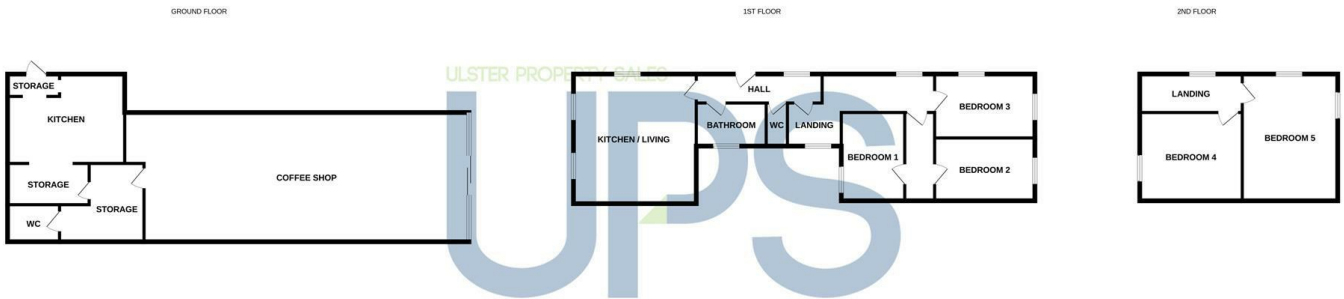 GROUND FLOOR
STORAGE
KITCHEN
STORAGE
STORAGE
WC
COFFEE SHOP
ULSTER PROPERTY SALES
UPS
1ST FLOOR
HALL
KITCHEN / LIVING
BATHROOM
WC
LANDING
BEDROOM 1
BEDROOM 3
BEDROOM 2
2ND FLOOR
LANDING
BEDROOM 4
BEDROOM 5